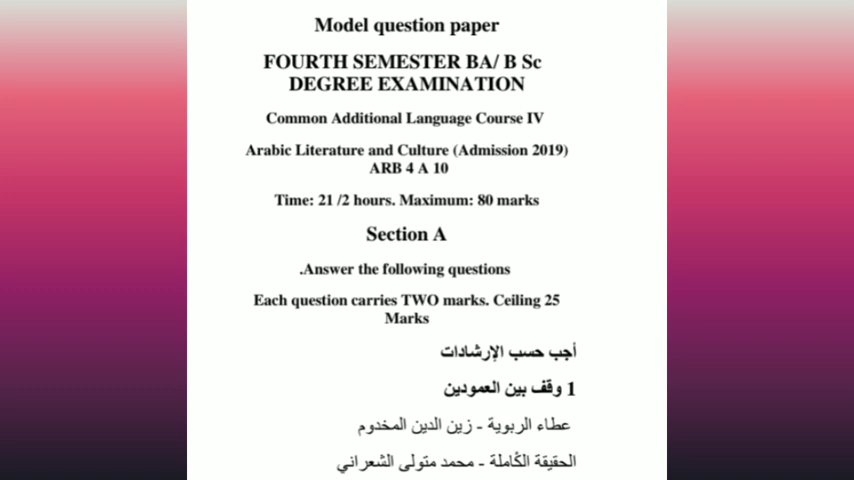 Model question paper
FOURTH SEMESTER BA/ B Sc
DEGREE EXAMINATION
Common Additional Language Course IV
Arabic Literature and Culture (Admission 2019)
ARB 4 A 10
Time: 21 /2 hours. Maximum: 80 marks
Section A
.Answer the following questions
Each question carries TWO marks. Ceiling 25
Marks
أجب حسب الإرشادات
1 وقف بين العمودين
عطاء الربوبية - زين الدين المخدوم
الحقيقة الكاملة - محمد متولى الشعراني